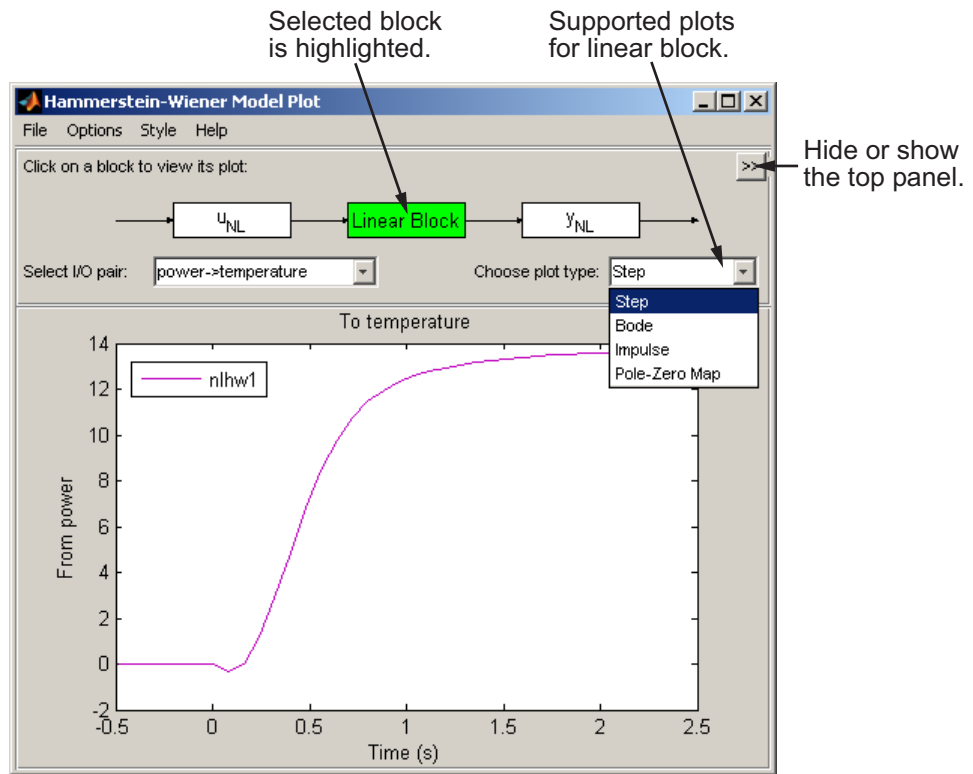 Selected block
is highlighted.
Supported plots
for linear block.
Hammerstein-Wiener Model Plot
File Options Style Help
Click on a block to view its plot:
>>
Hide or show
the top panel.
uNL
Linear Block
yNL
Select I/O pair: power->temperature
Choose plot type: Step
Step
Bode
Impulse
Pole-Zero Map
To temperature
nlhw1
From power
14
12
10
8
6
4
2
0
-2
-0.5 0 0.5 1 1.5 2 2.5
Time (s)